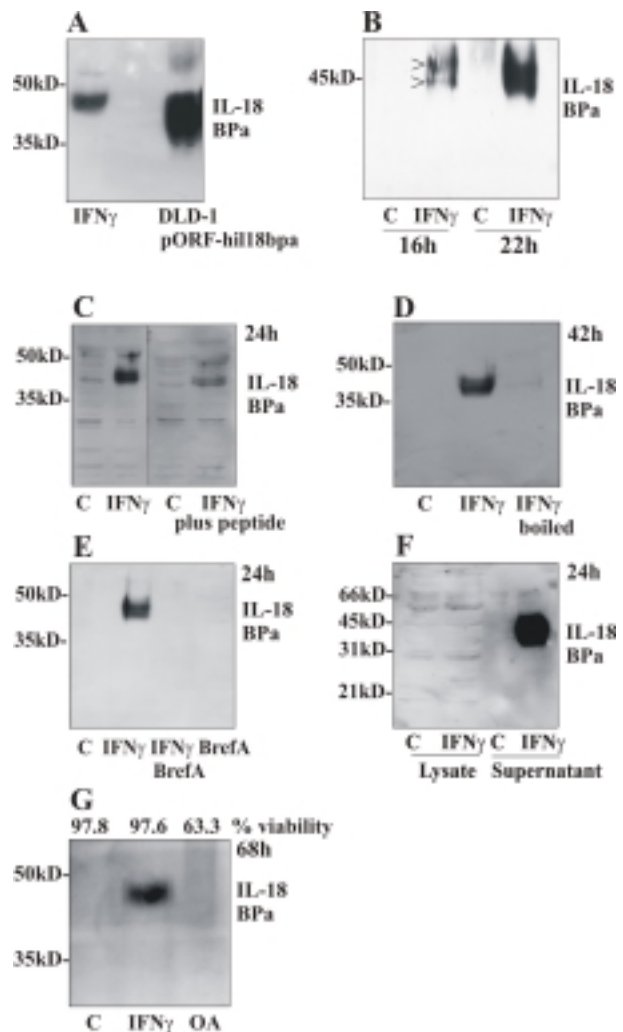 A
50kD
35kD
IL-18
BPa
IFNγ
DLD-1
pORF-hil18bpa
B
45kD
>
>
IL-18
BPa
C IFNγ C IFNγ
16h 22h
C
24h
50kD
35kD
IL-18
BPa
C IFNγ C IFNγ
plus peptide
D
42h
50kD
35kD
IL-18
BPa
C IFNγ IFNγ
boiled
E
24h
50kD
35kD
IL-18
BPa
C IFNγ IFNγ BrefA
BrefA
F
24h
66kD
45kD
31kD
21kD
IL-18
BPa
C IFNγ C IFNγ
Lysate Supernatant
G
97.8 97.6 63.3 % viability
68h
50kD
35kD
IL-18
BPa
C IFNγ OA